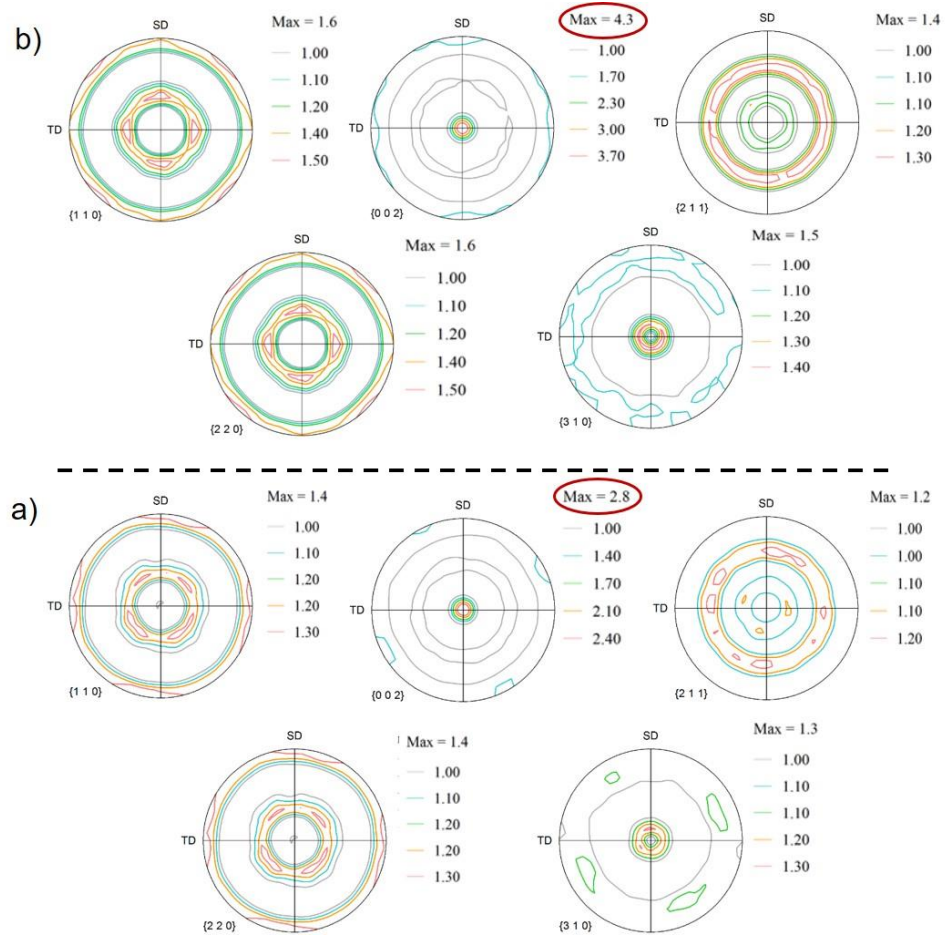 b)
SD
TD
{1 1 0}
Max = 1.6
1.00
1.10
1.20
1.40
1.50
SD
TD
{0 0 2}
Max = 4.3
1.00
1.70
2.30
3.00
3.70
SD
TD
{2 1 1}
Max = 1.4
1.00
1.10
1.10
1.20
1.30
SD
TD
{2 2 0}
Max = 1.6
1.00
1.10
1.20
1.40
1.50
SD
TD
{3 1 0}
Max = 1.5
1.00
1.10
1.20
1.30
1.40
a)
SD
TD
{1 1 0}
Max = 1.4
1.00
1.10
1.20
1.20
1.30
SD
TD
{0 0 2}
Max = 2.8
1.00
1.40
1.70
2.10
2.40
SD
TD
{2 1 1}
Max = 1.2
1.00
1.00
1.10
1.10
1.20
SD
TD
{2 2 0}
Max = 1.4
1.00
1.10
1.20
1.20
1.30
SD
TD
{3 1 0}
Max = 1.3
1.00
1.10
1.10
1.20
1.30